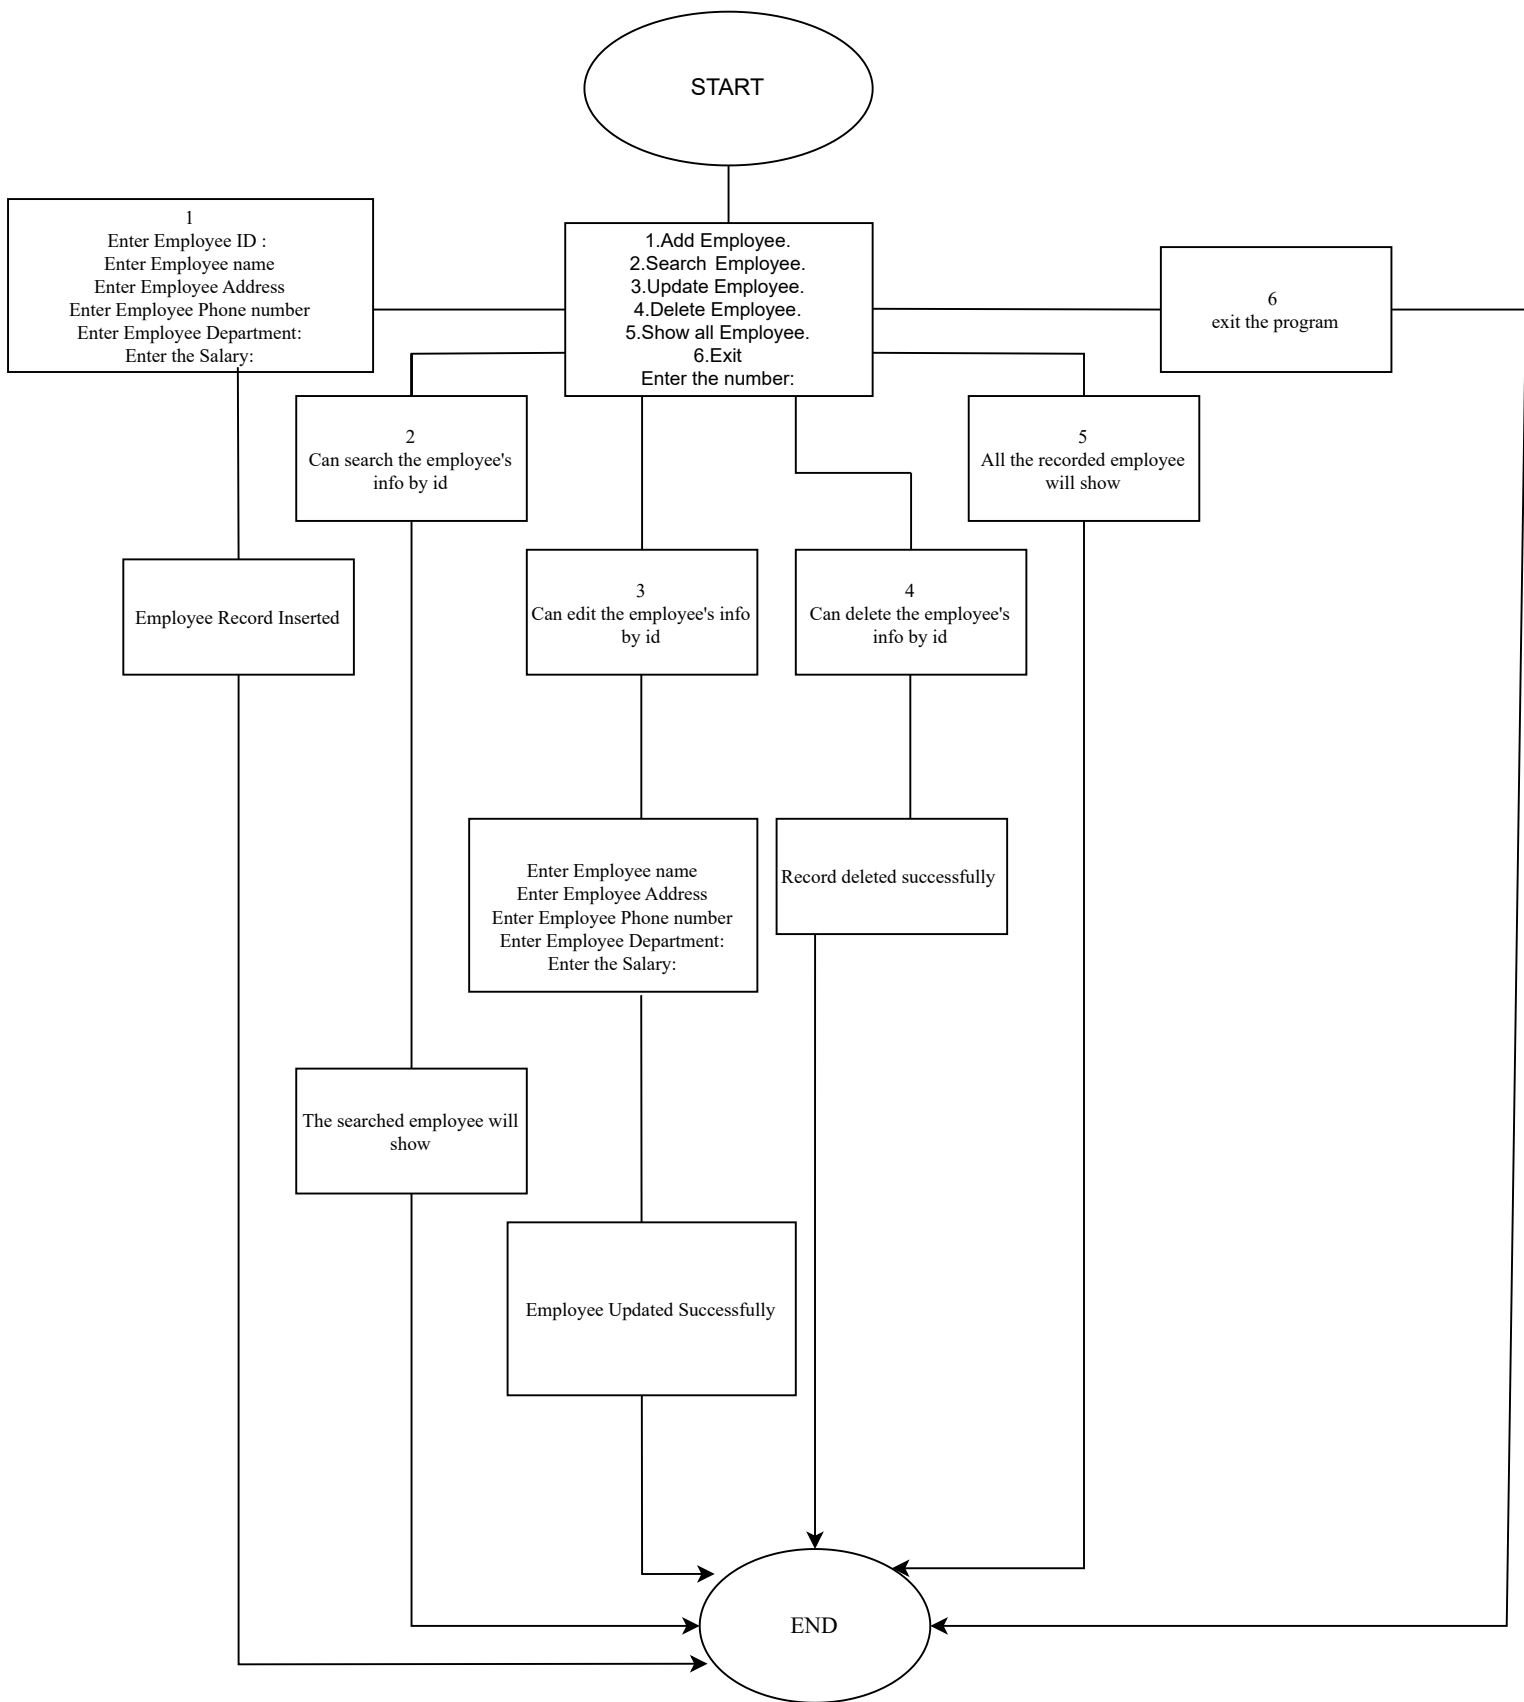 START
1
Enter Employee ID :
Enter Employee name
Enter Employee Address
Enter Employee Phone number
Enter Employee Department:
Enter the Salary:
1.Add Employee.
2.Search Employee.
3.Update Employee.
4.Delete Employee.
5.Show all Employee.
6.Exit
Enter the number:
6
exit the program
2
Can search the employee's
info by id
5
All the recorded employee
will show
Employee Record Inserted
3
Can edit the employee's info
by id
4
Can delete the employee's
info by id
Enter Employee name
Enter Employee Address
Enter Employee Phone number
Enter Employee Department:
Enter the Salary:
Record deleted successfully
The searched employee will
show
Employee Updated Successfully
END